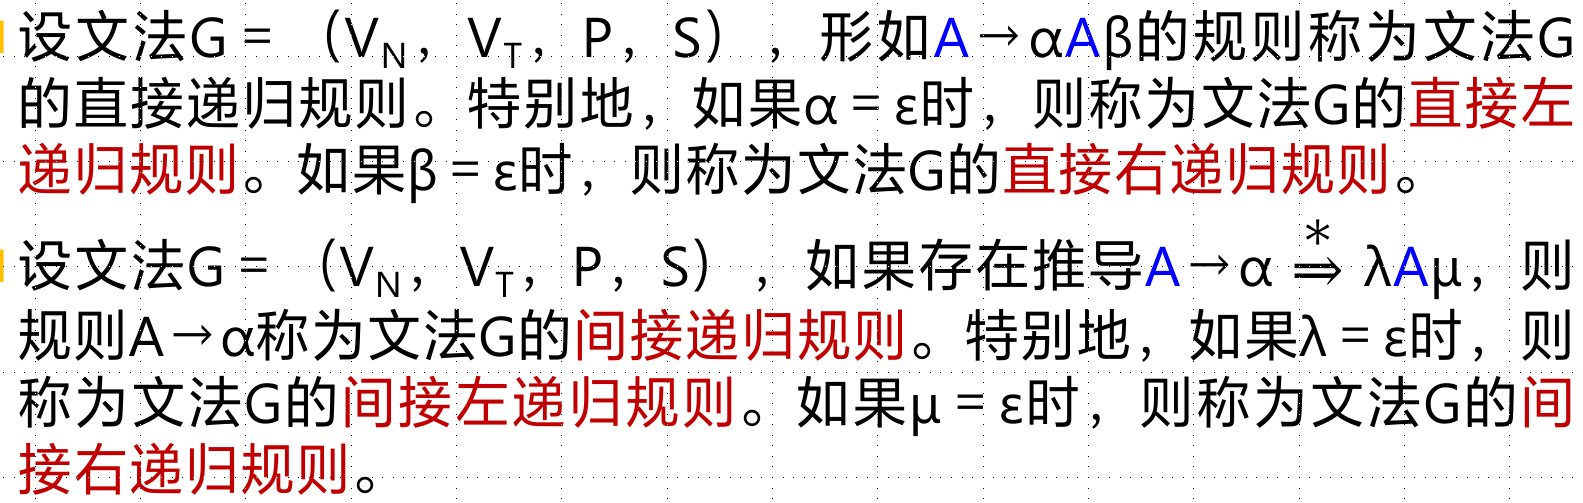 设文法G = （VN，VT，P，S），形如A→αAβ的规则称为文法G
的直接递归规则。特别地，如果α = ε时，则称为文法G的直接左
递归规则。如果β = ε时，则称为文法G的直接右递归规则。
设文法G = （VN，VT，P，S），如果存在推导A→α ⇒* λAμ，则
规则A→α称为文法G的间接递归规则。特别地，如果λ = ε时，则
称为文法G的间接左递归规则。如果μ = ε时，则称为文法G的间
接右递归规则。